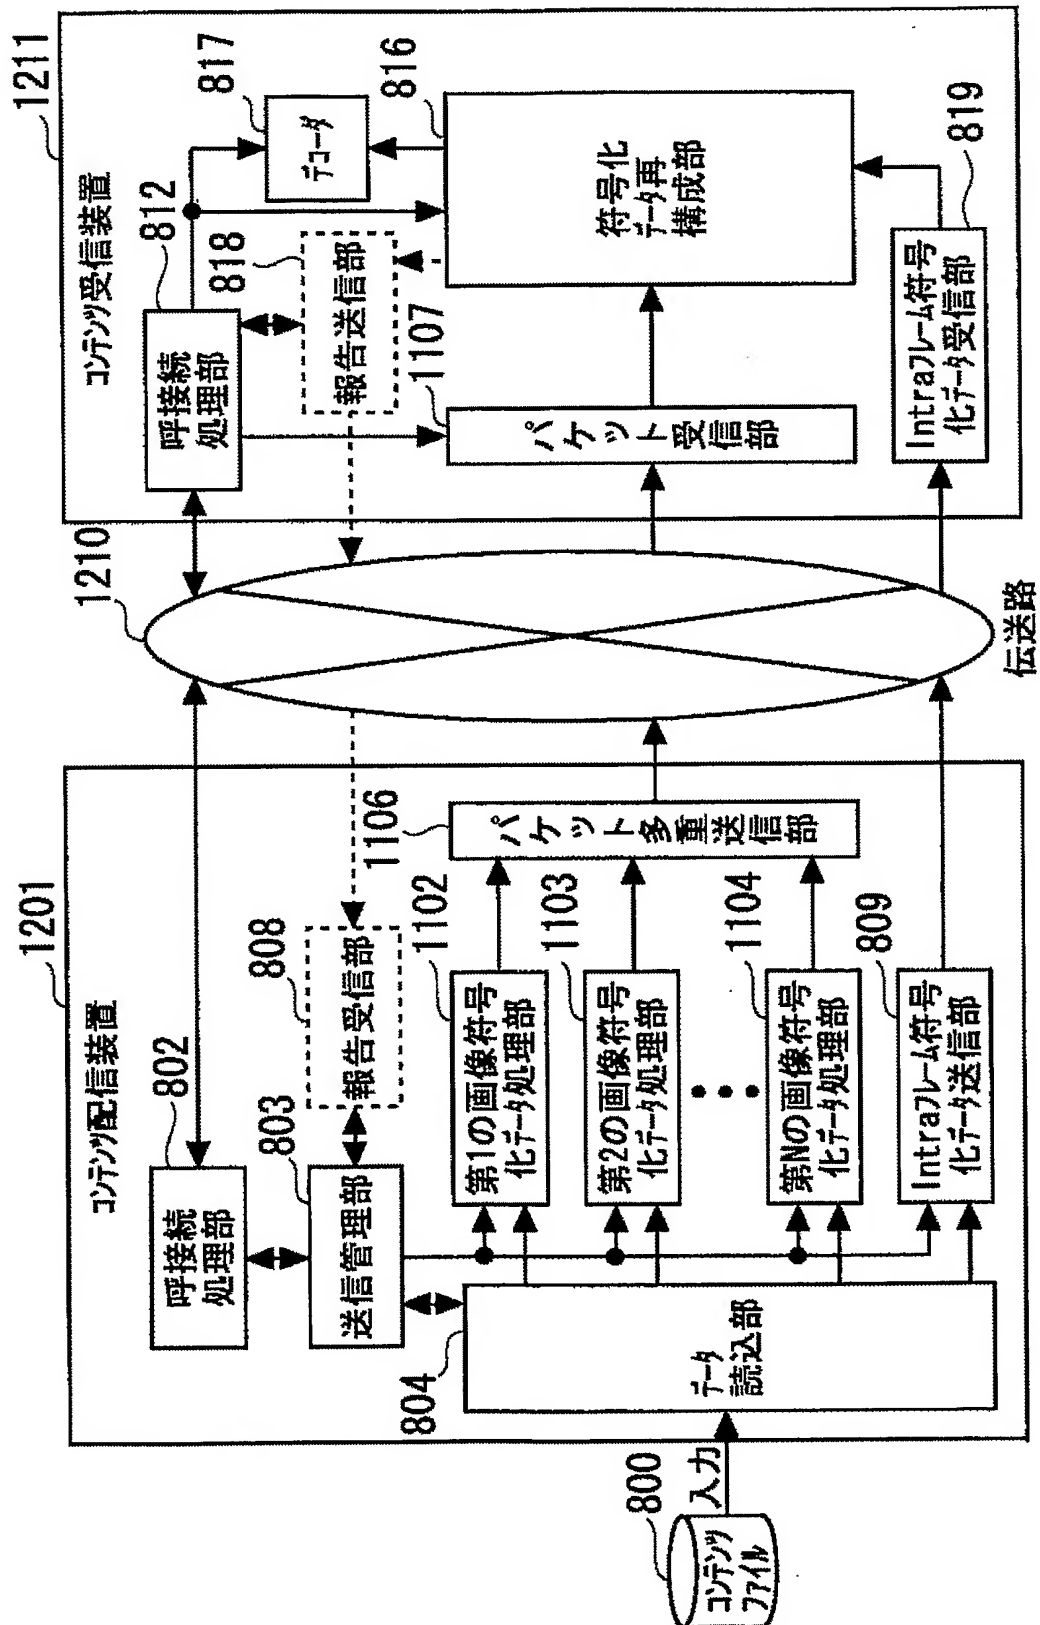 コンテンツ配信装置
1201
呼接続
処理部
802
送信管理部
803
報告受信部
808
データ
読込部
804
コンテンツ
ファイル
800
入力
第1の画像符号
化データ処理部
1102
第2の画像符号
化データ処理部
1103
第Nの画像符号
化データ処理部
1104
Intraフレーム符号
化データ送信部
809
パケット多重送信部
1106
1210
伝送路
コンテンツ受信装置
1211
呼接続
処理部
812
報告送信部
818
デコーダ
817
パケット受信部
1107
符号化
データ再
構成部
816
Intraフレーム符号
化データ受信部
819